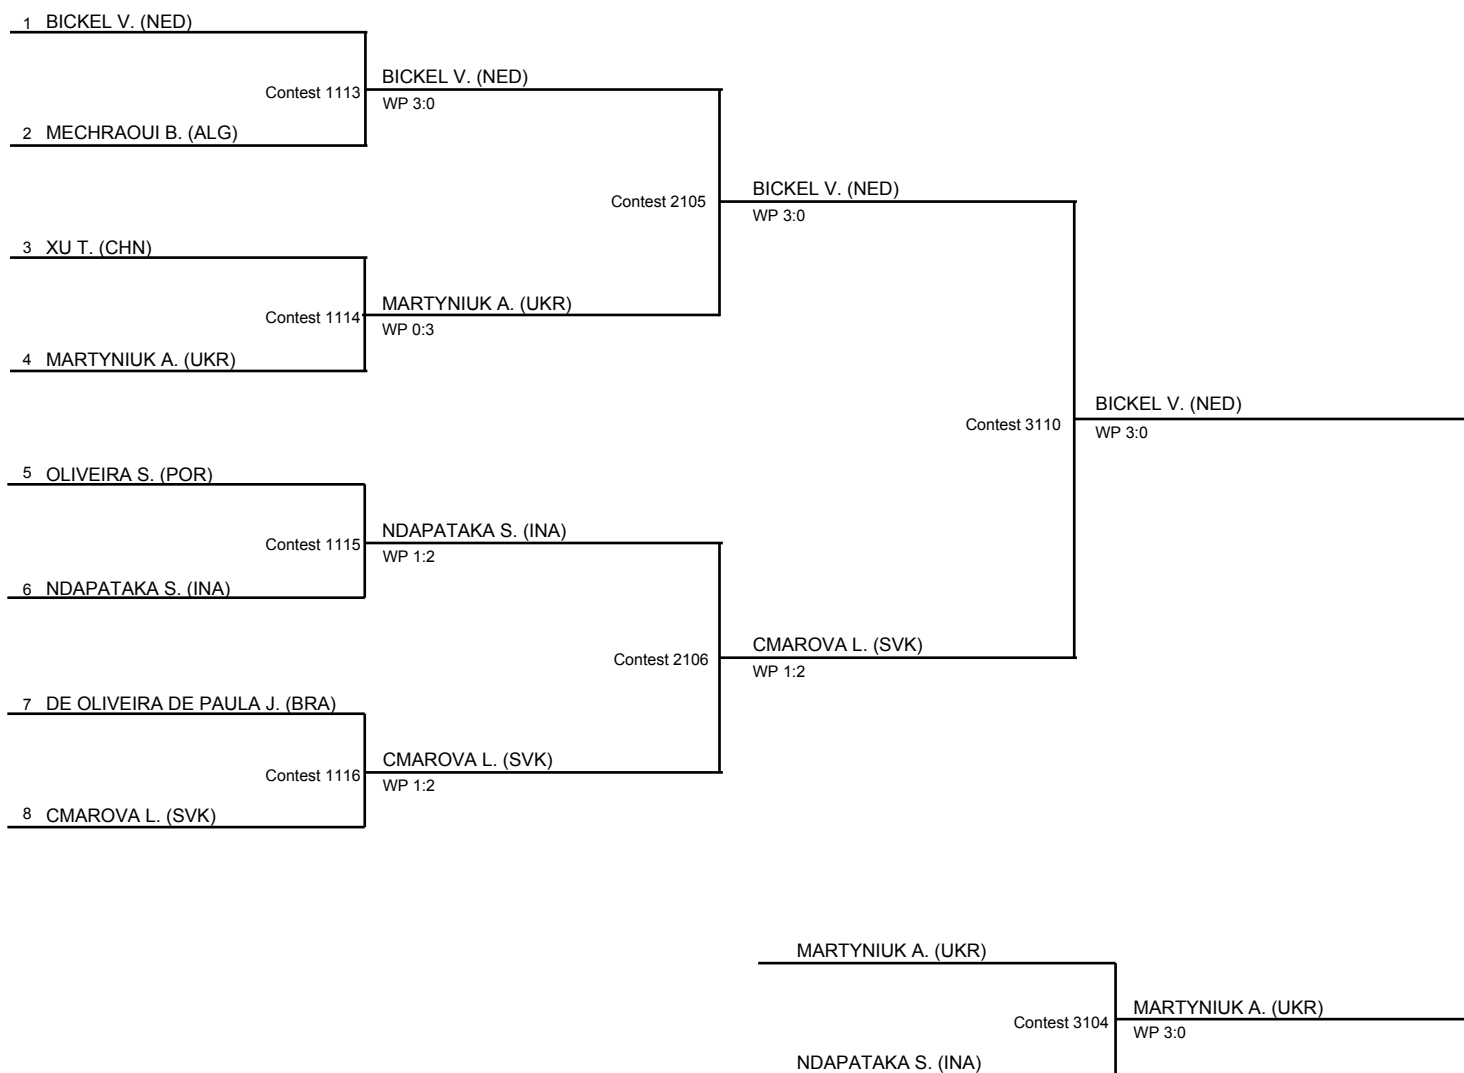 1 BICKEL V. (NED)
Contest 1113
BICKEL V. (NED)
WP 3:0
2 MECHRAOUI B. (ALG)
Contest 2105
BICKEL V. (NED)
WP 3:0
3 XU T. (CHN)
Contest 1114
MARTYNIUK A. (UKR)
WP 0:3
4 MARTYNIUK A. (UKR)
Contest 3110
BICKEL V. (NED)
WP 3:0
5 OLIVEIRA S. (POR)
Contest 1115
NDAPATAKA S. (INA)
WP 1:2
6 NDAPATAKA S. (INA)
Contest 2106
CMAROVA L. (SVK)
WP 1:2
7 DE OLIVEIRA DE PAULA J. (BRA)
Contest 1116
CMAROVA L. (SVK)
WP 1:2
8 CMAROVA L. (SVK)
MARTYNIUK A. (UKR)
Contest 3104
MARTYNIUK A. (UKR)
WP 3:0
NDAPATAKA S. (INA)